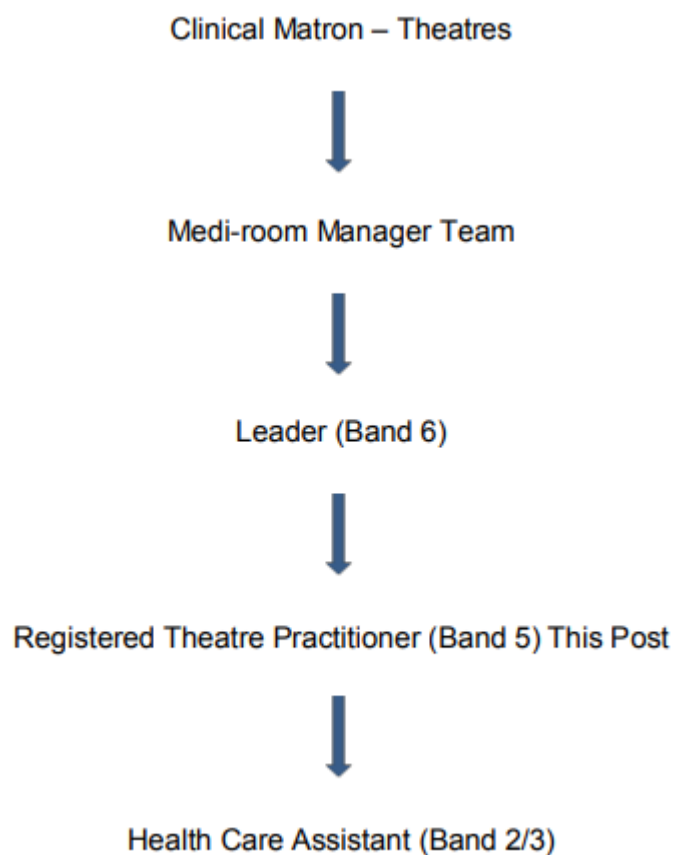 Clinical Matron – Theatres
Medi-room Manager Team
Leader (Band 6)
Registered Theatre Practitioner (Band 5) This Post
Health Care Assistant (Band 2/3)